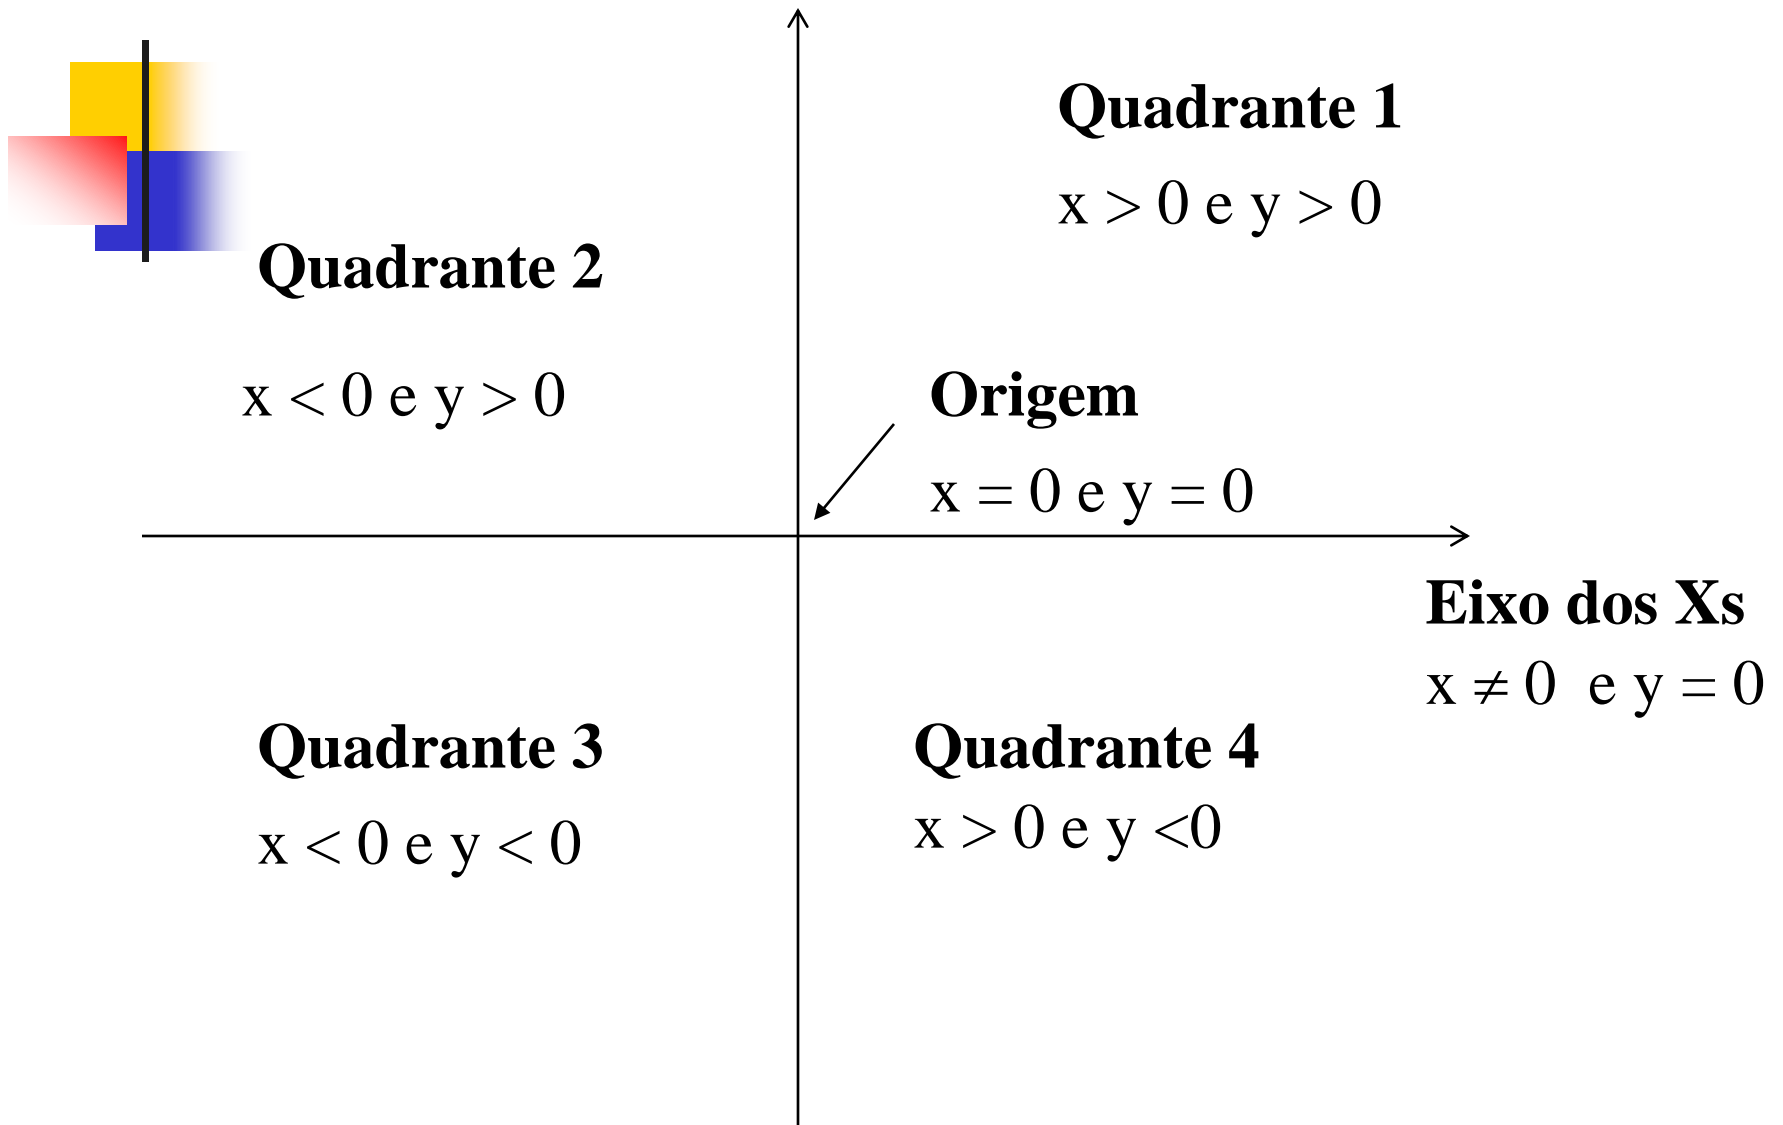 Quadrante 1
x > 0 e y > 0
Quadrante 2
x < 0 e y > 0
Origem
x = 0 e y = 0
Eixo dos Xs
x ≠ 0 e y = 0
Quadrante 3
x < 0 e y < 0
Quadrante 4
x > 0 e y <0